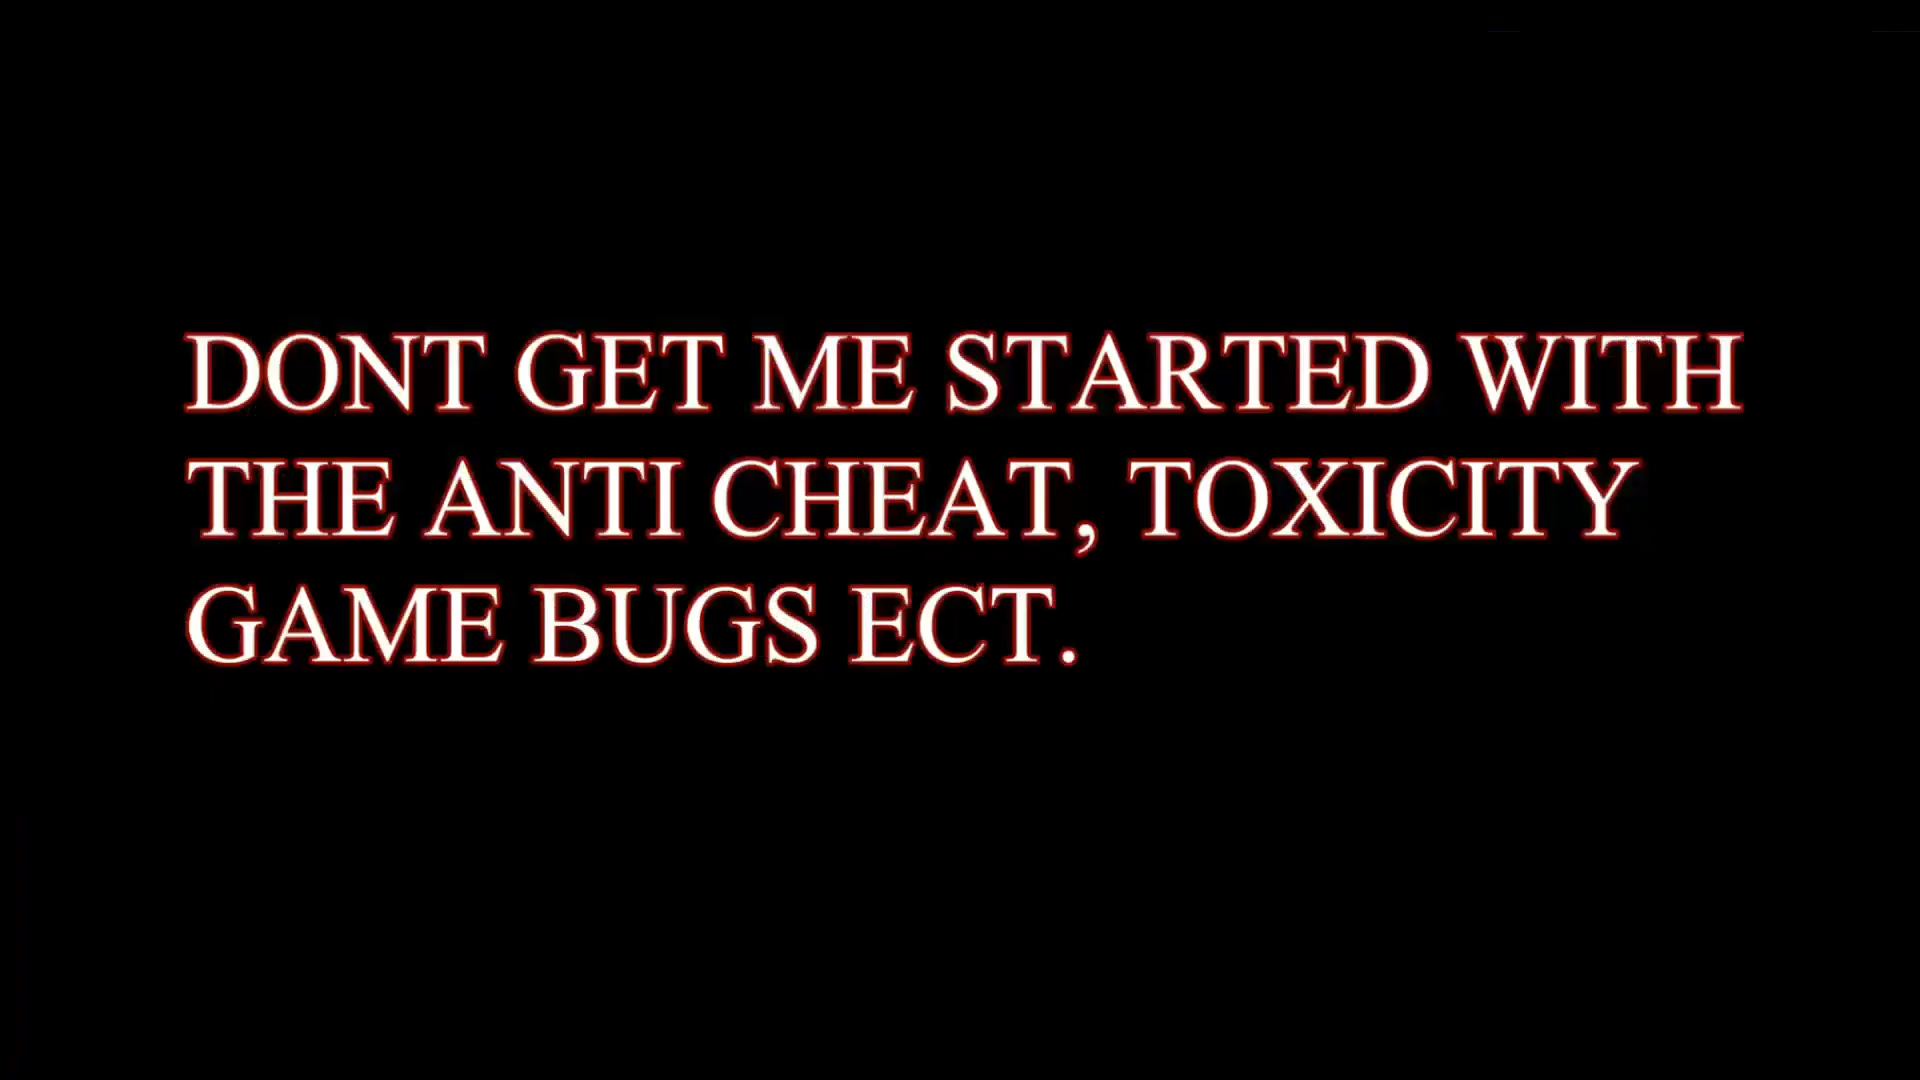 DONT GET ME STARTED WITH
THE ANTI CHEAT, TOXICITY
GAME BUGS ECT.